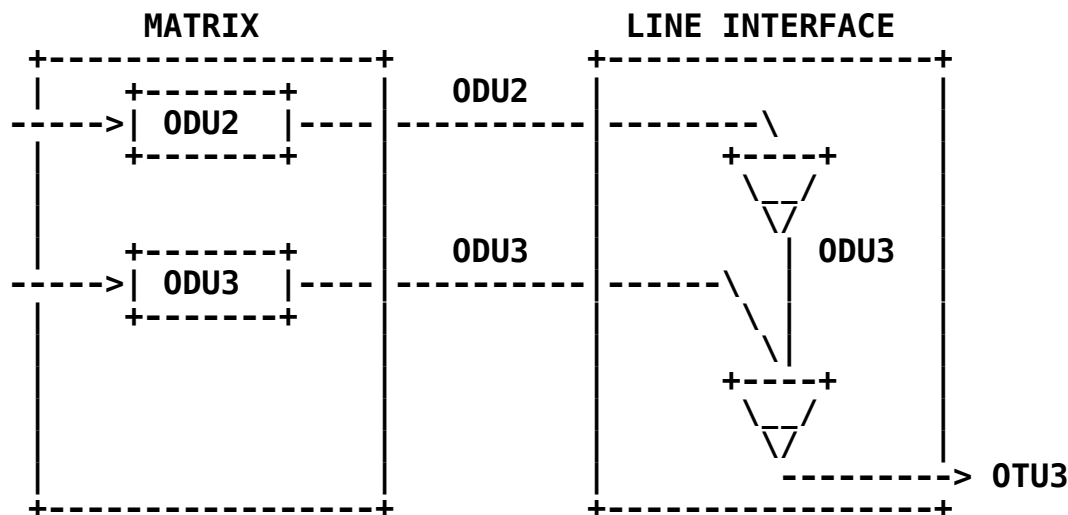 MATRIX LINE INTERFACE
ODU2
ODU2
ODU3
ODU3
ODU3
OTU3